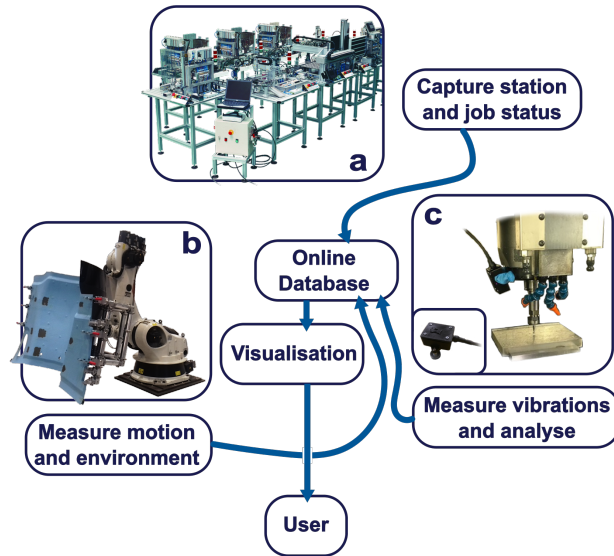 a
Capture station
and job status
b
c
Online
Database
Visualisation
Measure motion
and environment
Measure vibrations
and analyse
User